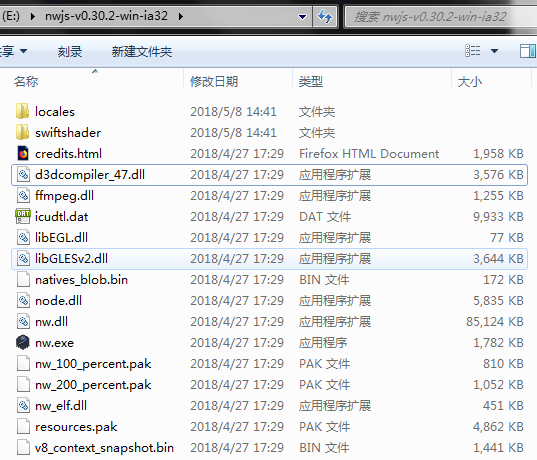 (E:) ▸ nwjs-v0.30.2-win-ia32 ▸ 搜索 nwjs-v0.30.2-win-ia32
享 刻录 新建文件夹
名称 修改日期 类型 大小
locales 2018/5/8 14:41 文件夹
swiftshader 2018/5/8 14:41 文件夹
credits.html 2018/4/27 17:29 Firefox HTML Document 1,958 KB
d3dcompiler_47.dll 2018/4/27 17:29 应用程序扩展 3,576 KB
ffmpeg.dll 2018/4/27 17:29 应用程序扩展 1,255 KB
icudtl.dat 2018/4/27 17:29 DAT 文件 9,933 KB
libEGL.dll 2018/4/27 17:29 应用程序扩展 77 KB
libGLESv2.dll 2018/4/27 17:29 应用程序扩展 3,644 KB
natives_blob.bin 2018/4/27 17:29 BIN 文件 172 KB
node.dll 2018/4/27 17:29 应用程序扩展 5,835 KB
nw.dll 2018/4/27 17:29 应用程序扩展 85,124 KB
nw.exe 2018/4/27 17:29 应用程序 1,782 KB
nw_100_percent.pak 2018/4/27 17:29 PAK 文件 810 KB
nw_200_percent.pak 2018/4/27 17:29 PAK 文件 1,052 KB
nw_elf.dll 2018/4/27 17:29 应用程序扩展 451 KB
resources.pak 2018/4/27 17:29 PAK 文件 4,862 KB
v8_context_snapshot.bin 2018/4/27 17:29 BIN 文件 1,441 KB